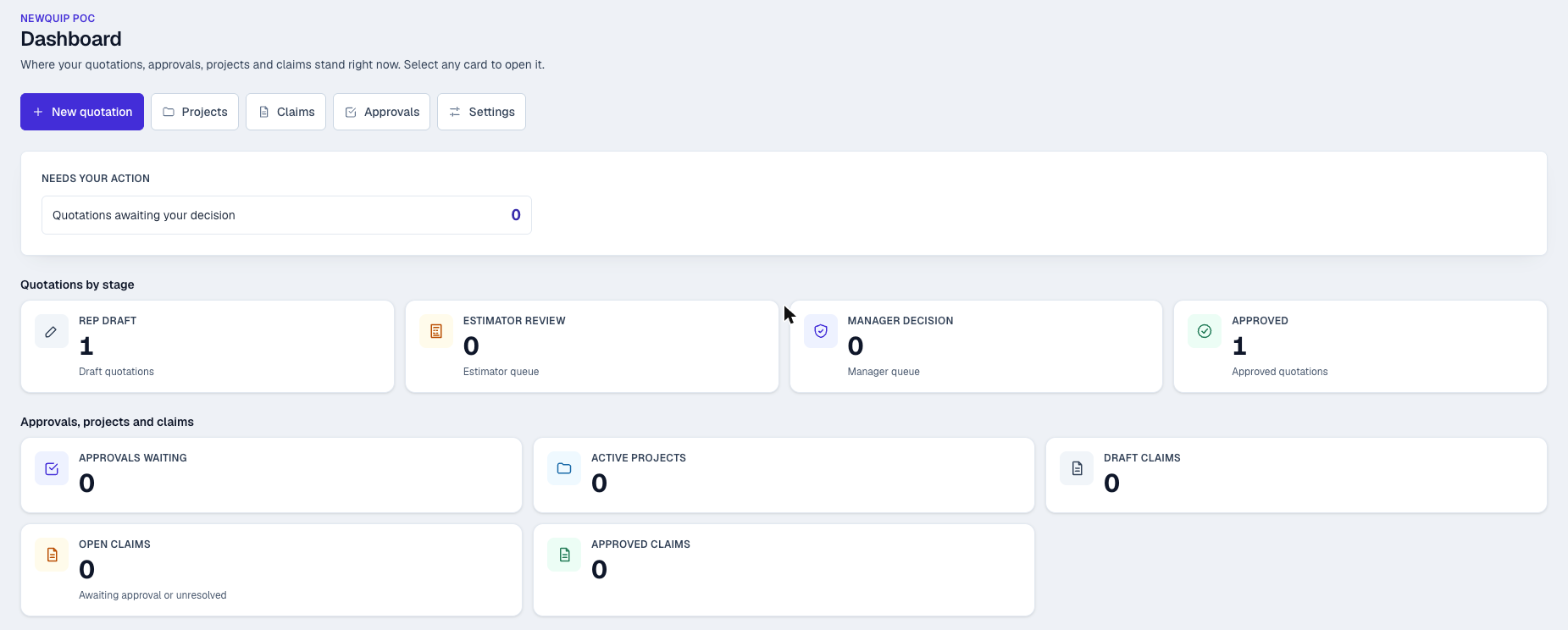 NEWQUIP POC
Dashboard
Where your quotations, approvals, projects and claims stand right now. Select any card to open it.
New quotation
Projects
Claims
Approvals
Settings
NEEDS YOUR ACTION
Quotations awaiting your decision 0
Quotations by stage
REP DRAFT
1
Draft quotations
ESTIMATOR REVIEW
0
Estimator queue
MANAGER DECISION
0
Manager queue
APPROVED
1
Approved quotations
Approvals, projects and claims
APPROVALS WAITING
0
ACTIVE PROJECTS
0
DRAFT CLAIMS
0
OPEN CLAIMS
0
Awaiting approval or unresolved
APPROVED CLAIMS
0